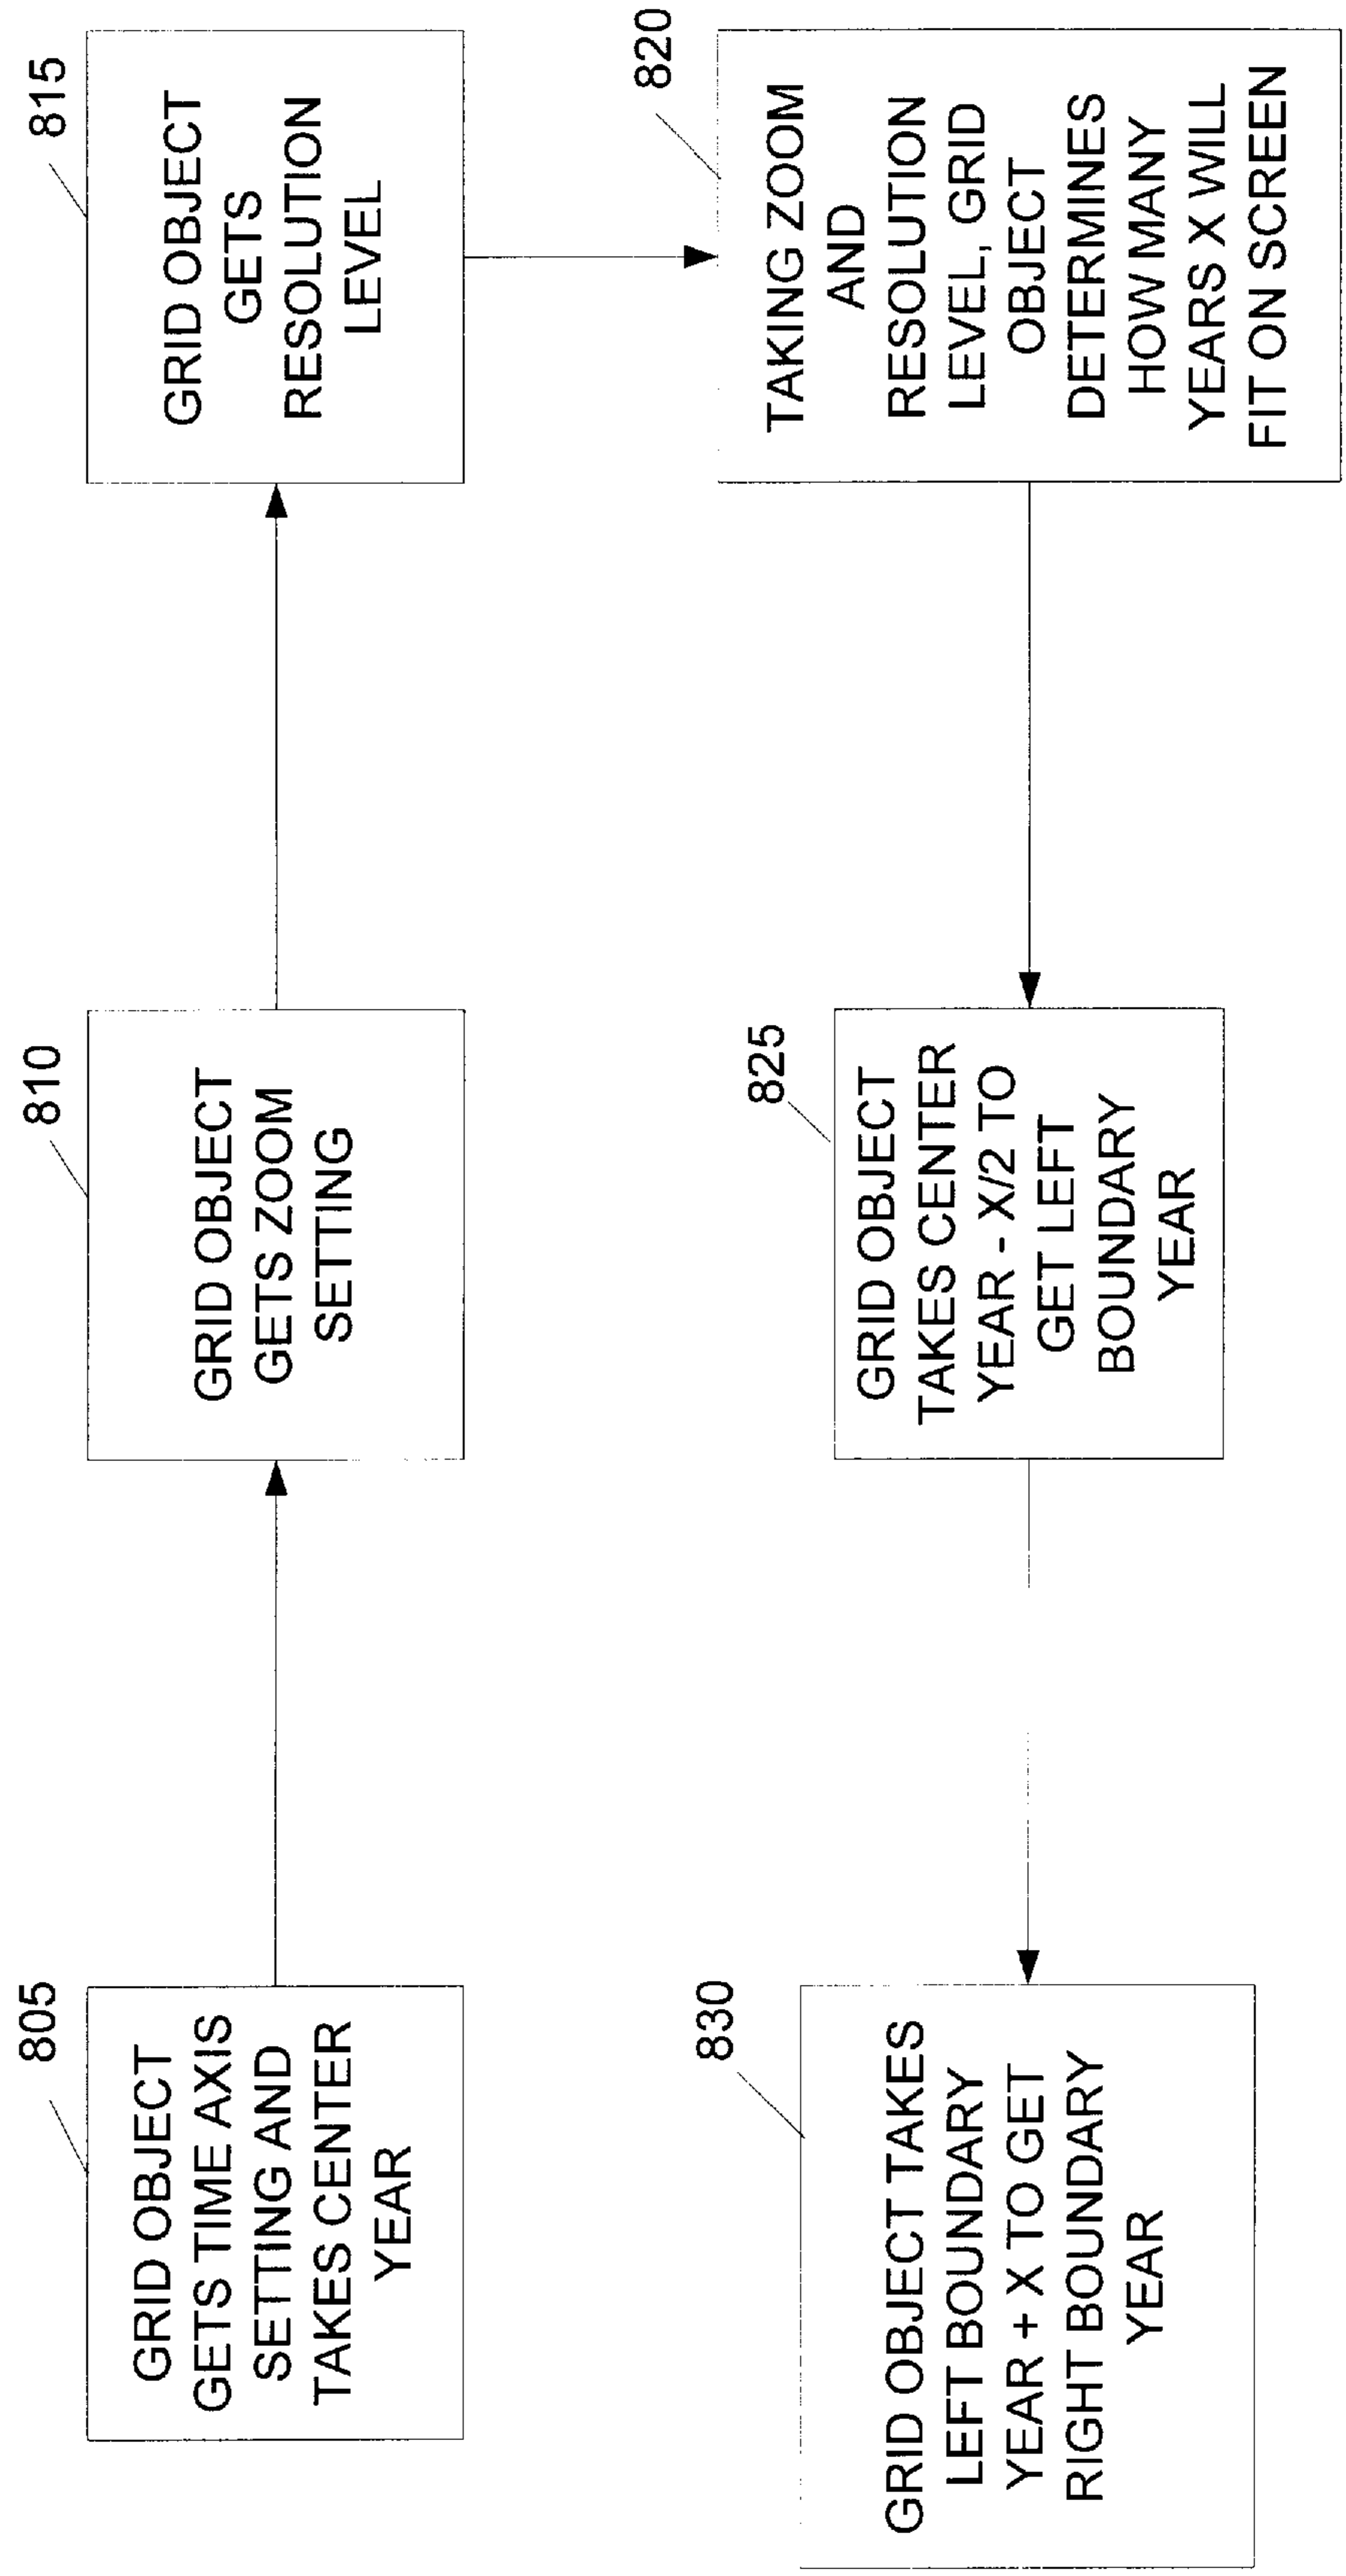 805
GRID OBJECT
GETS TIME AXIS
SETTING AND
TAKES CENTER
YEAR
810
GRID OBJECT
GETS ZOOM
SETTING
815
GRID OBJECT
GETS
RESOLUTION
LEVEL
820
TAKING ZOOM
AND
RESOLUTION
LEVEL, GRID
OBJECT
DETERMINES
HOW MANY
YEARS X WILL
FIT ON SCREEN
825
GRID OBJECT
TAKES CENTER
YEAR - X/2 TO
GET LEFT
BOUNDARY
YEAR
830
GRID OBJECT TAKES
LEFT BOUNDARY
YEAR + X TO GET
RIGHT BOUNDARY
YEAR